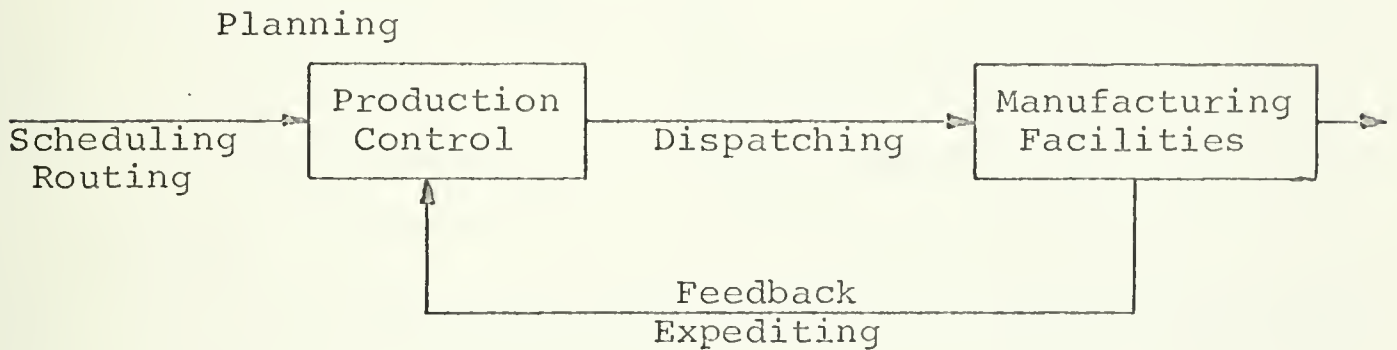 Planning
Production
Control
Manufacturing
Facilities
Scheduling
Routing
Dispatching
Feedback
Expediting